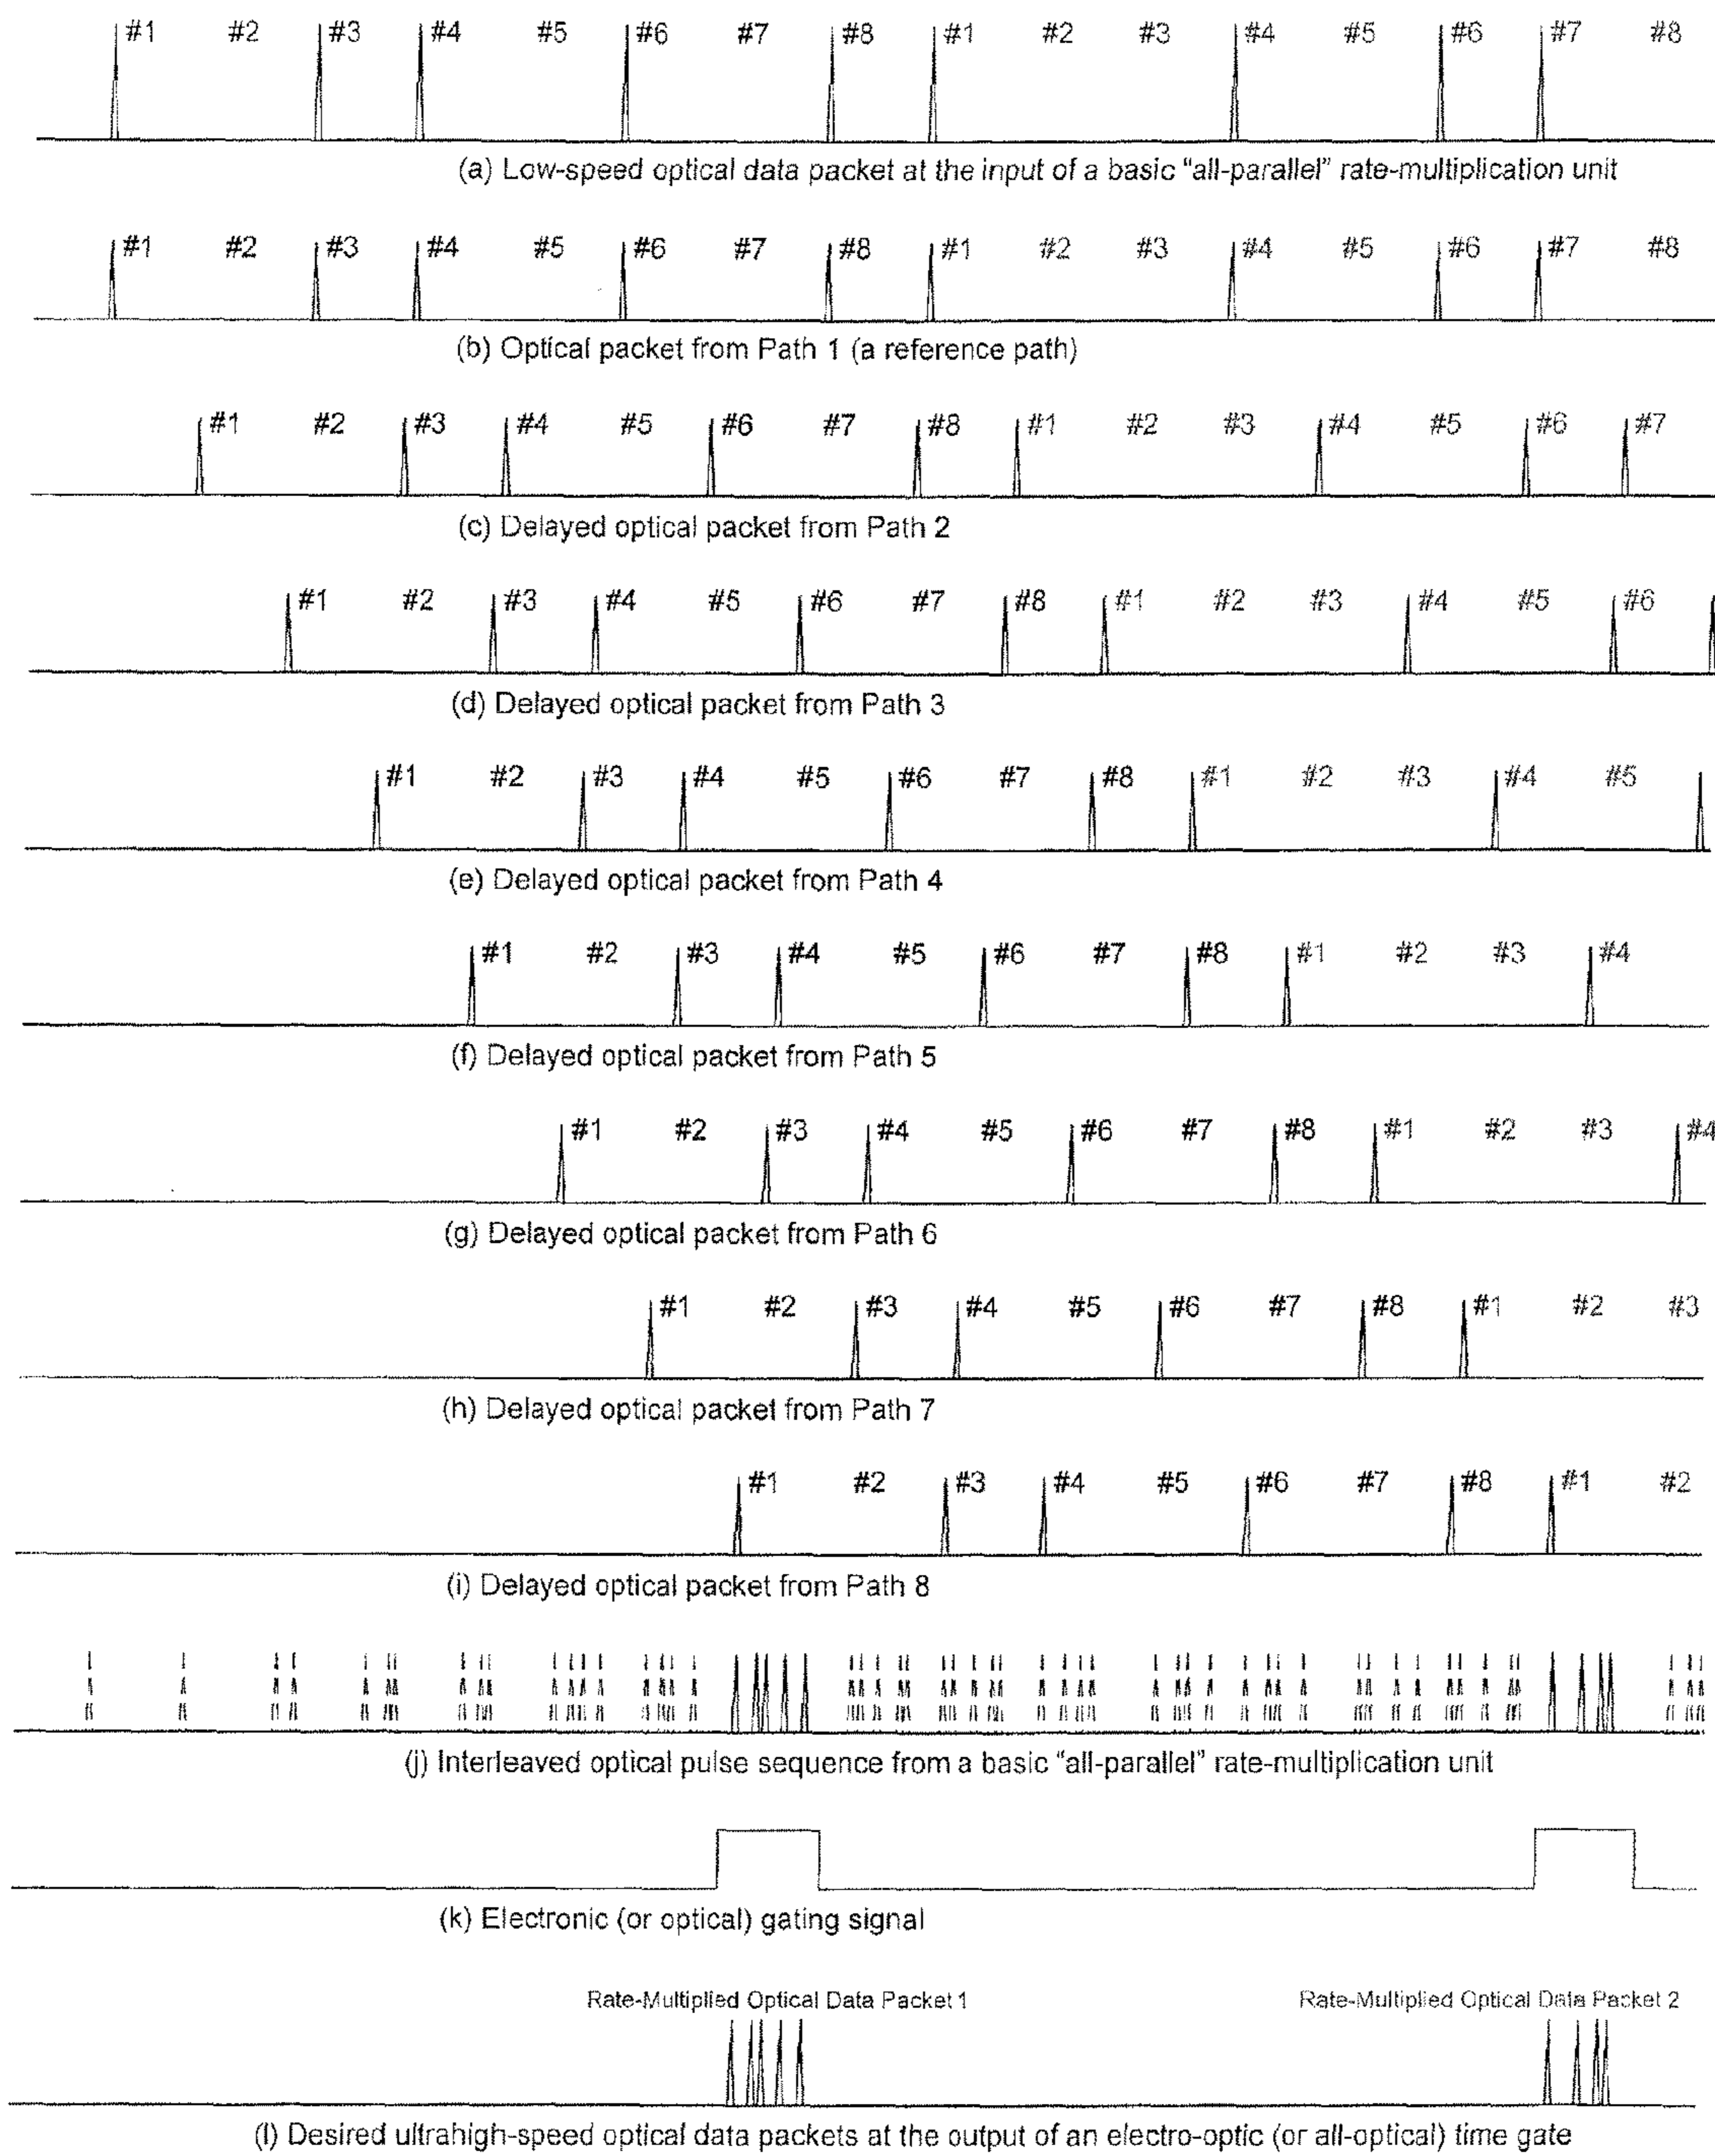 #1 #2 #3 #4 #5 #6 #7 #8 #1 #2 #3 #4 #5 #6 #7 #8
(a) Low-speed optical data packet at the input of a basic "all-parallel" rate-multiplication unit
#1 #2 #3 #4 #5 #6 #7 #8 #1 #2 #3 #4 #5 #6 #7 #8
(b) Optical packet from Path 1 (a reference path)
#1 #2 #3 #4 #5 #6 #7 #8 #1 #2 #3 #4 #5 #6 #7
(c) Delayed optical packet from Path 2
#1 #2 #3 #4 #5 #6 #7 #8 #1 #2 #3 #4 #5 #6
(d) Delayed optical packet from Path 3
#1 #2 #3 #4 #5 #6 #7 #8 #1 #2 #3 #4 #5
(e) Delayed optical packet from Path 4
#1 #2 #3 #4 #5 #6 #7 #8 #1 #2 #3 #4
(f) Delayed optical packet from Path 5
#1 #2 #3 #4 #5 #6 #7 #8 #1 #2 #3 #4
(g) Delayed optical packet from Path 6
#1 #2 #3 #4 #5 #6 #7 #8 #1 #2 #3
(h) Delayed optical packet from Path 7
#1 #2 #3 #4 #5 #6 #7 #8 #1 #2
(i) Delayed optical packet from Path 8
(j) Interleaved optical pulse sequence from a basic "all-parallel" rate-multiplication unit
(k) Electronic (or optical) gating signal
Rate-Multiplied Optical Data Packet 1 Rate-Multiplied Optical Data Packet 2
(l) Desired ultrahigh-speed optical data packets at the output of an electro-optic (or all-optical) time gate